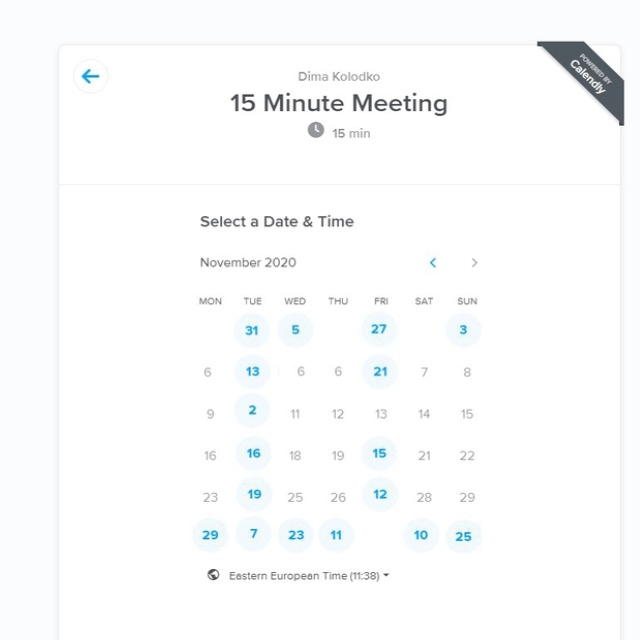 POWERED BY
Calendly
Dima Kolodko
15 Minute Meeting
15 min
Select a Date & Time
November 2020
MON TUE WED THU FRI SAT SUN
31 5 27 3
6 13 6 6 21 7 8
9 2 11 12 13 14 15
16 16 18 19 15 21 22
23 19 25 26 12 28 29
29 7 23 11 10 25
Eastern European Time (11:38)